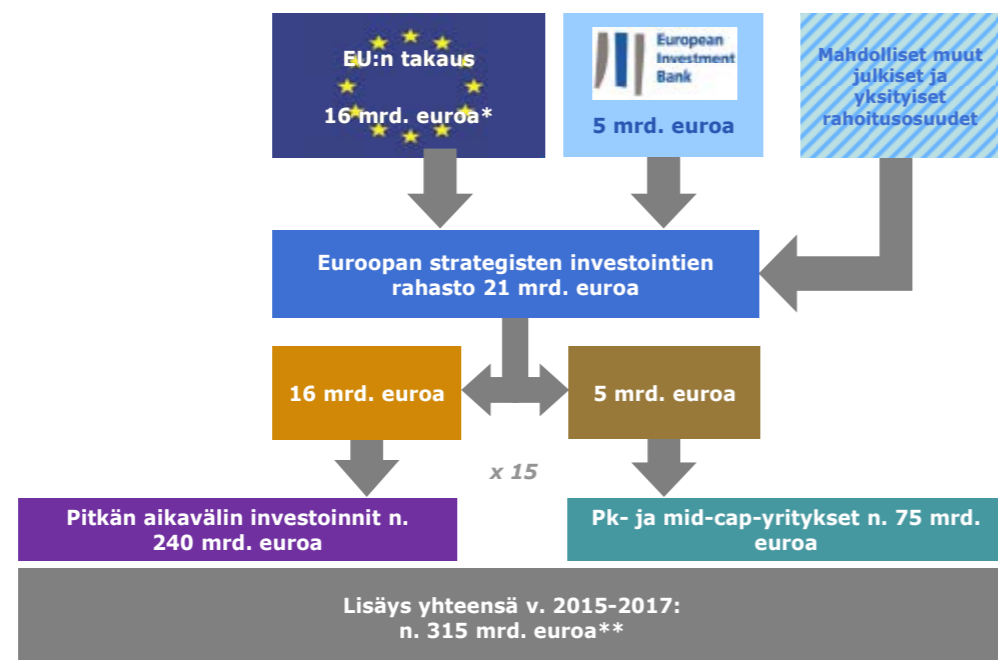 EU:n takaus
16 mrd. euroa*
European
Investment
Bank
5 mrd. euroa
Mahdolliset muut
julkiset ja
yksityiset
rahoitusosuudet
Euroopan strategisten investointien
rahasto 21 mrd. euroa
16 mrd. euroa
5 mrd. euroa
x 15
Pitkän aikavälin investoinnit n.
240 mrd. euroa
Pk- ja mid-cap-yritykset n. 75 mrd.
euroa
Lisäys yhteensä v. 2015-2017:
n. 315 mrd. euroa**